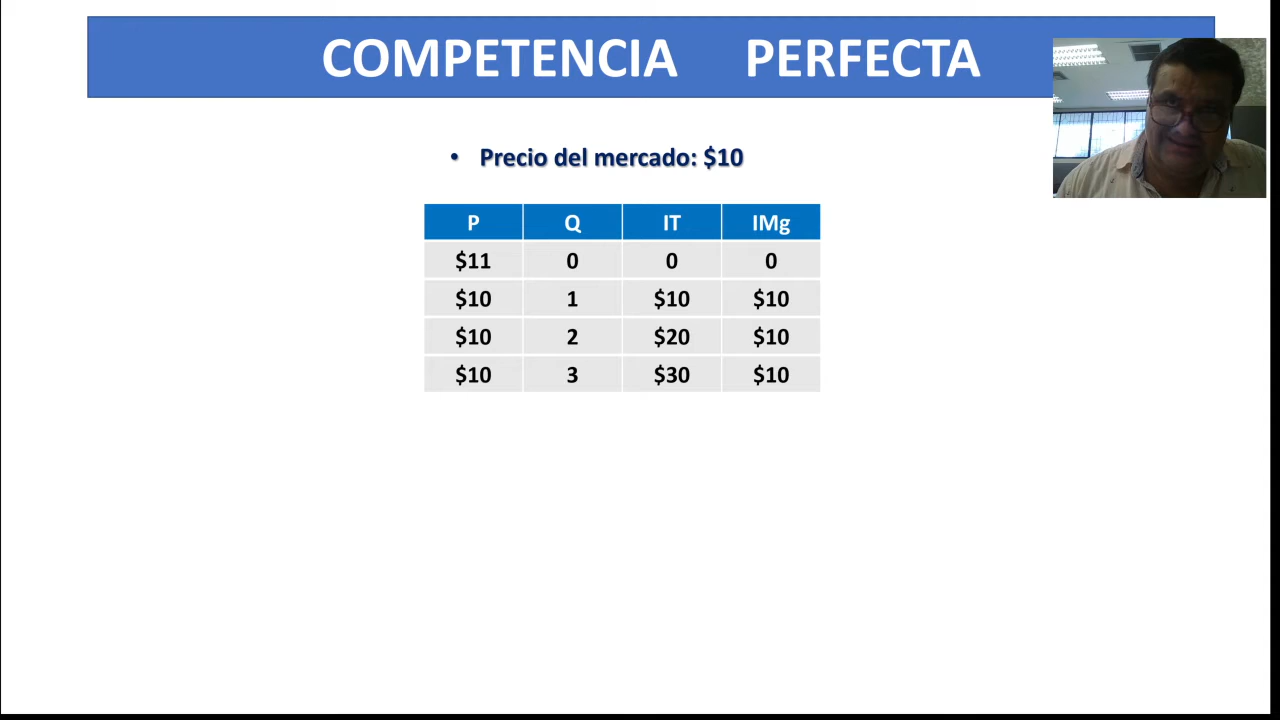 COMPETENCIA PERFECTA
• Precio del mercado: $10
P Q IT IMg
$11 0 0 0
$10 1 $10 $10
$10 2 $20 $10
$10 3 $30 $10